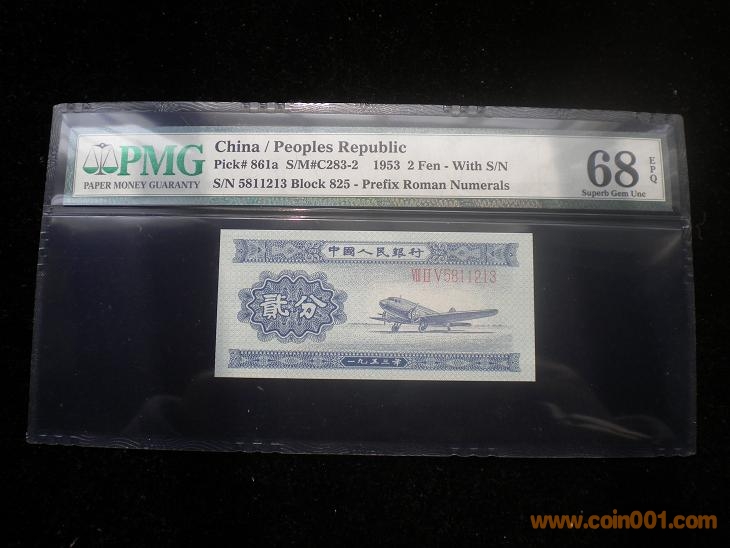 PMG
PAPER MONEY GUARANTY
China / Peoples Republic
Pick# 861a S/M#C283-2 1953 2 Fen - With S/N
S/N 5811213 Block 825 - Prefix Roman Numerals
68 EPQ
Superb Gem Unc
中國人民銀行
VIII II V 5811213
貳分
一九五三年
www.coin001.com